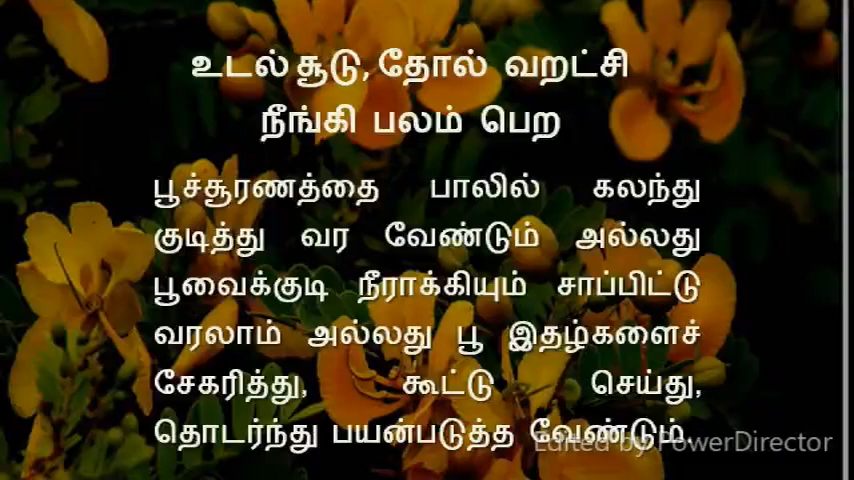 உடல் சூடு, தோல் வறட்சி
நீங்கி பலம் பெற
பூச்சூரணத்தை பாலில் கலந்து
குடித்து வர வேண்டும் அல்லது
பூவைக்குடி நீராக்கியும் சாப்பிட்டு
வரலாம் அல்லது பூ இதழ்களைச்
சேகரித்து, கூட்டு செய்து,
தொடர்ந்து பயன்படுத்த வேண்டும்.
Edited by PowerDirector